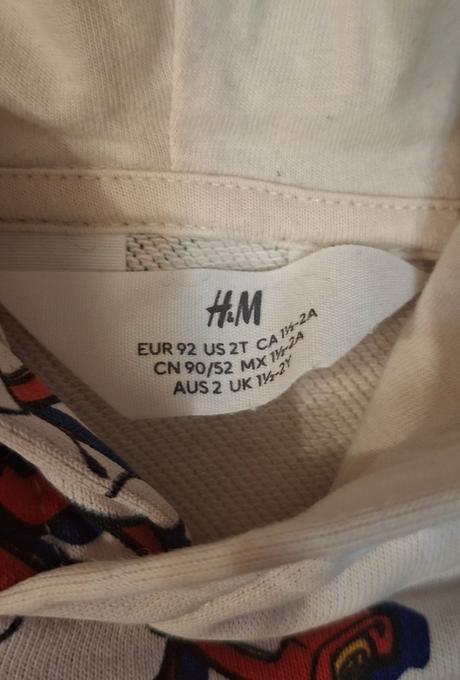 H&M
EUR 92 US 2T CA 1½-2A
CN 90/52 MX 1½-2A
AUS 2 UK 1½-2Y